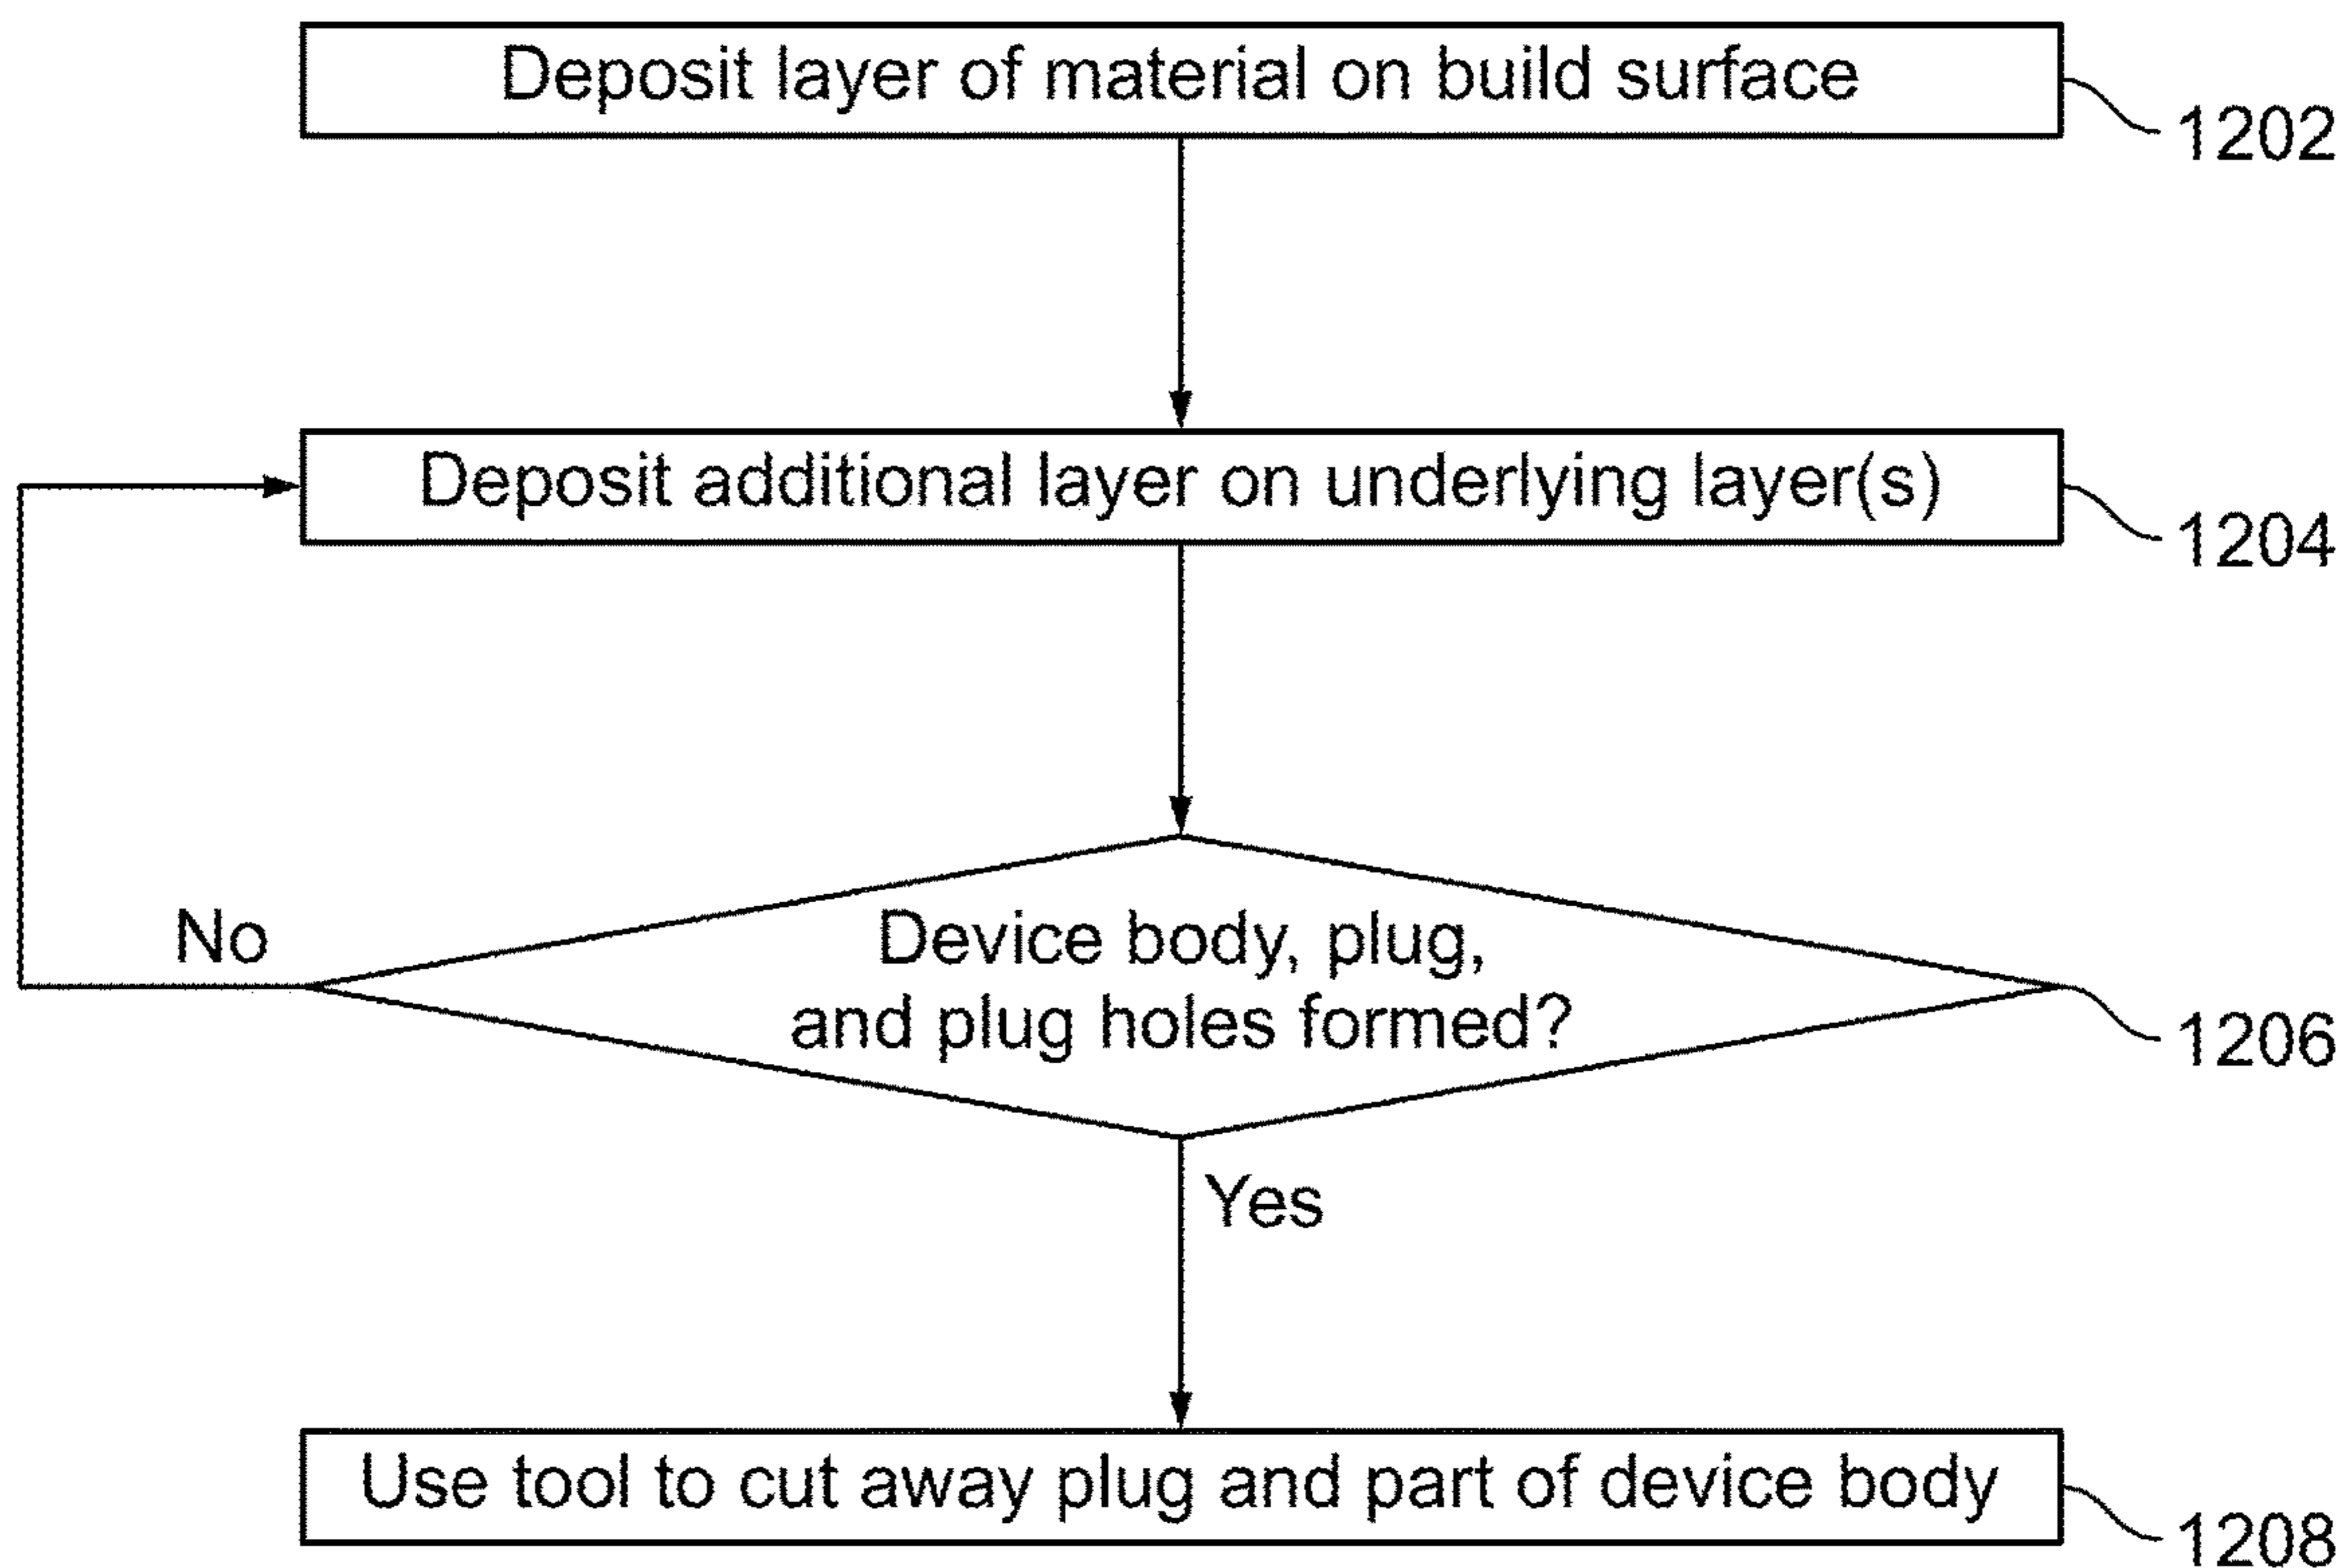 Deposit layer of material on build surface
1202
Deposit additional layer on underlying layer(s)
1204
No
Device body, plug,
and plug holes formed?
1206
Yes
Use tool to cut away plug and part of device body
1208